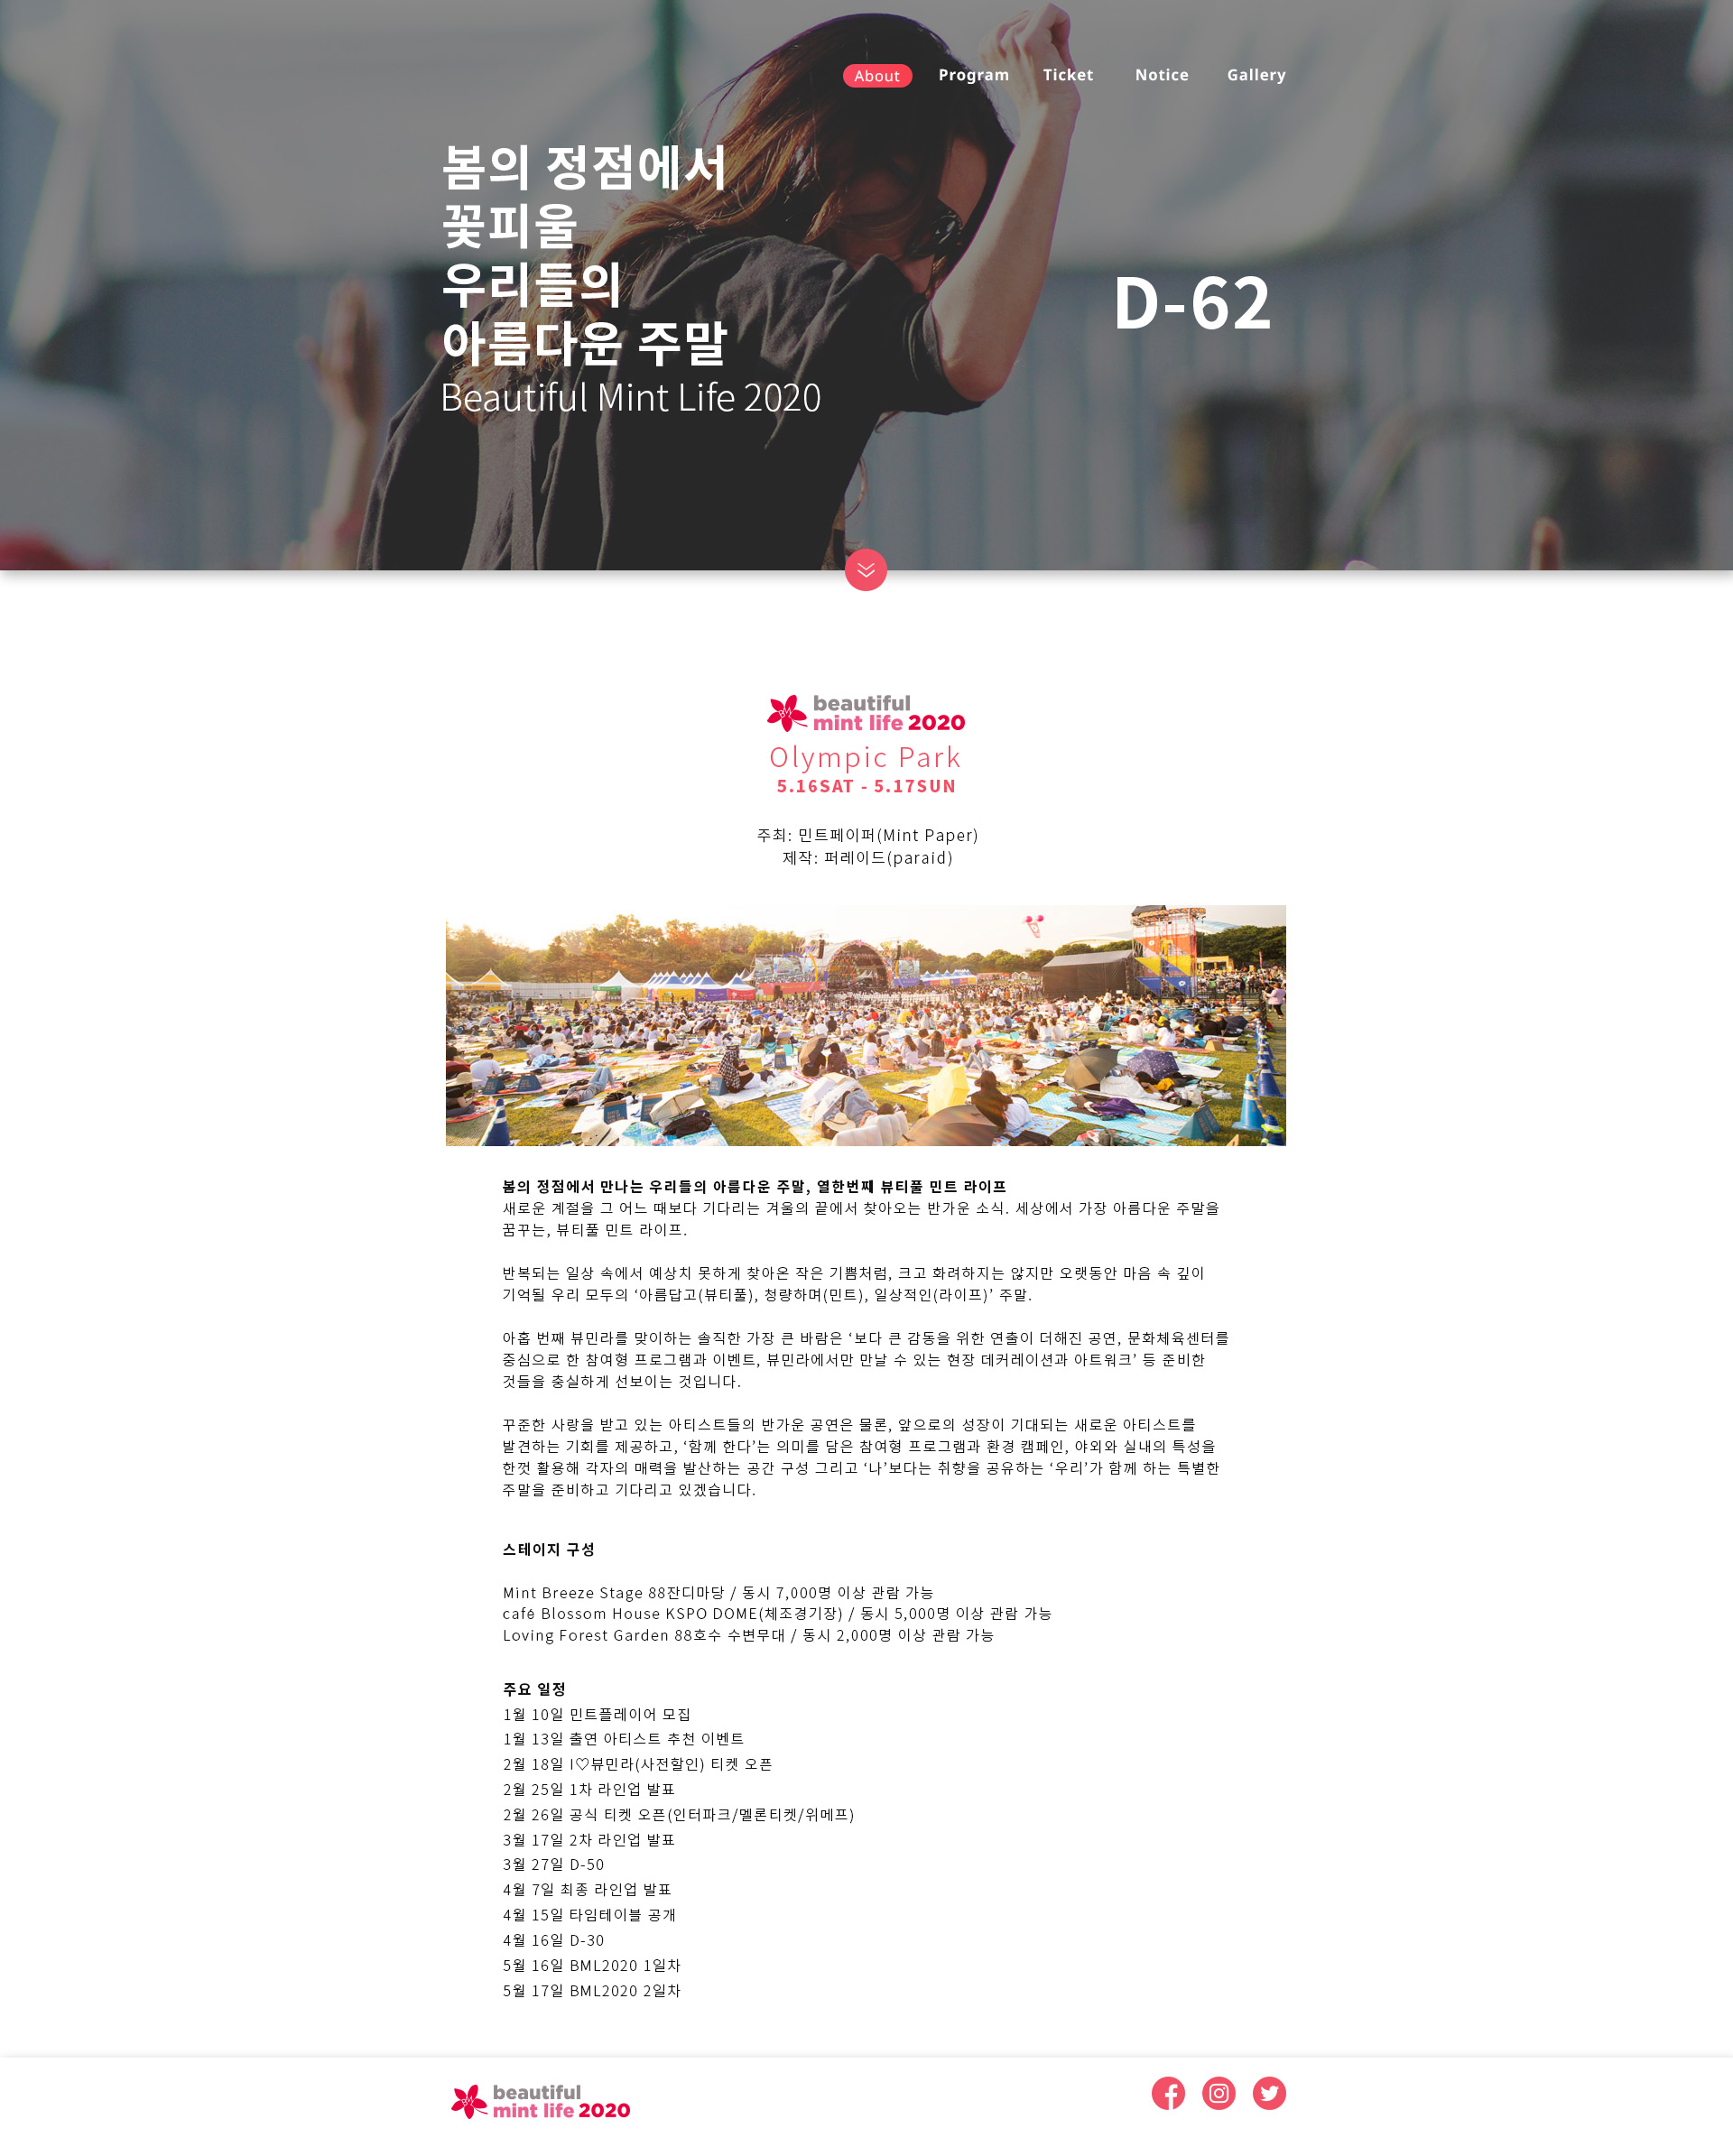 About Program Ticket Notice Gallery
봄의 정점에서
꽃피울
우리들의
아름다운 주말
Beautiful Mint Life 2020
D-62
beautiful
mint life 2020
Olympic Park
5.16SAT - 5.17SUN
주최: 민트페이퍼(Mint Paper)
제작: 퍼레이드(paraid)
봄의 정점에서 만나는 우리들의 아름다운 주말, 열한번째 뷰티풀 민트 라이프
새로운 계절을 그 어느 때보다 기다리는 겨울의 끝에서 찾아오는 반가운 소식. 세상에서 가장 아름다운 주말을
꿈꾸는, 뷰티풀 민트 라이프.
반복되는 일상 속에서 예상치 못하게 찾아온 작은 기쁨처럼, 크고 화려하지는 않지만 오랫동안 마음 속 깊이
기억될 우리 모두의 ‘아름답고(뷰티풀), 청량하며(민트), 일상적인(라이프)’ 주말.
아홉 번째 뷰민라를 맞이하는 솔직한 가장 큰 바람은 ‘보다 큰 감동을 위한 연출이 더해진 공연, 문화체육센터를
중심으로 한 참여형 프로그램과 이벤트, 뷰민라에서만 만날 수 있는 현장 데커레이션과 아트워크’ 등 준비한
것들을 충실하게 선보이는 것입니다.
꾸준한 사랑을 받고 있는 아티스트들의 반가운 공연은 물론, 앞으로의 성장이 기대되는 새로운 아티스트를
발견하는 기회를 제공하고, ‘함께 한다’는 의미를 담은 참여형 프로그램과 환경 캠페인, 야외와 실내의 특성을
한껏 활용해 각자의 매력을 발산하는 공간 구성 그리고 ‘나’보다는 취향을 공유하는 ‘우리’가 함께 하는 특별한
주말을 준비하고 기다리고 있겠습니다.
스테이지 구성
Mint Breeze Stage 88잔디마당 / 동시 7,000명 이상 관람 가능
café Blossom House KSPO DOME(체조경기장) / 동시 5,000명 이상 관람 가능
Loving Forest Garden 88호수 수변무대 / 동시 2,000명 이상 관람 가능
주요 일정
1월 10일 민트플레이어 모집
1월 13일 출연 아티스트 추천 이벤트
2월 18일 I♡뷰민라(사전할인) 티켓 오픈
2월 25일 1차 라인업 발표
2월 26일 공식 티켓 오픈(인터파크/멜론티켓/위메프)
3월 17일 2차 라인업 발표
3월 27일 D-50
4월 7일 최종 라인업 발표
4월 15일 타임테이블 공개
4월 16일 D-30
5월 16일 BML2020 1일차
5월 17일 BML2020 2일차
beautiful
mint life 2020